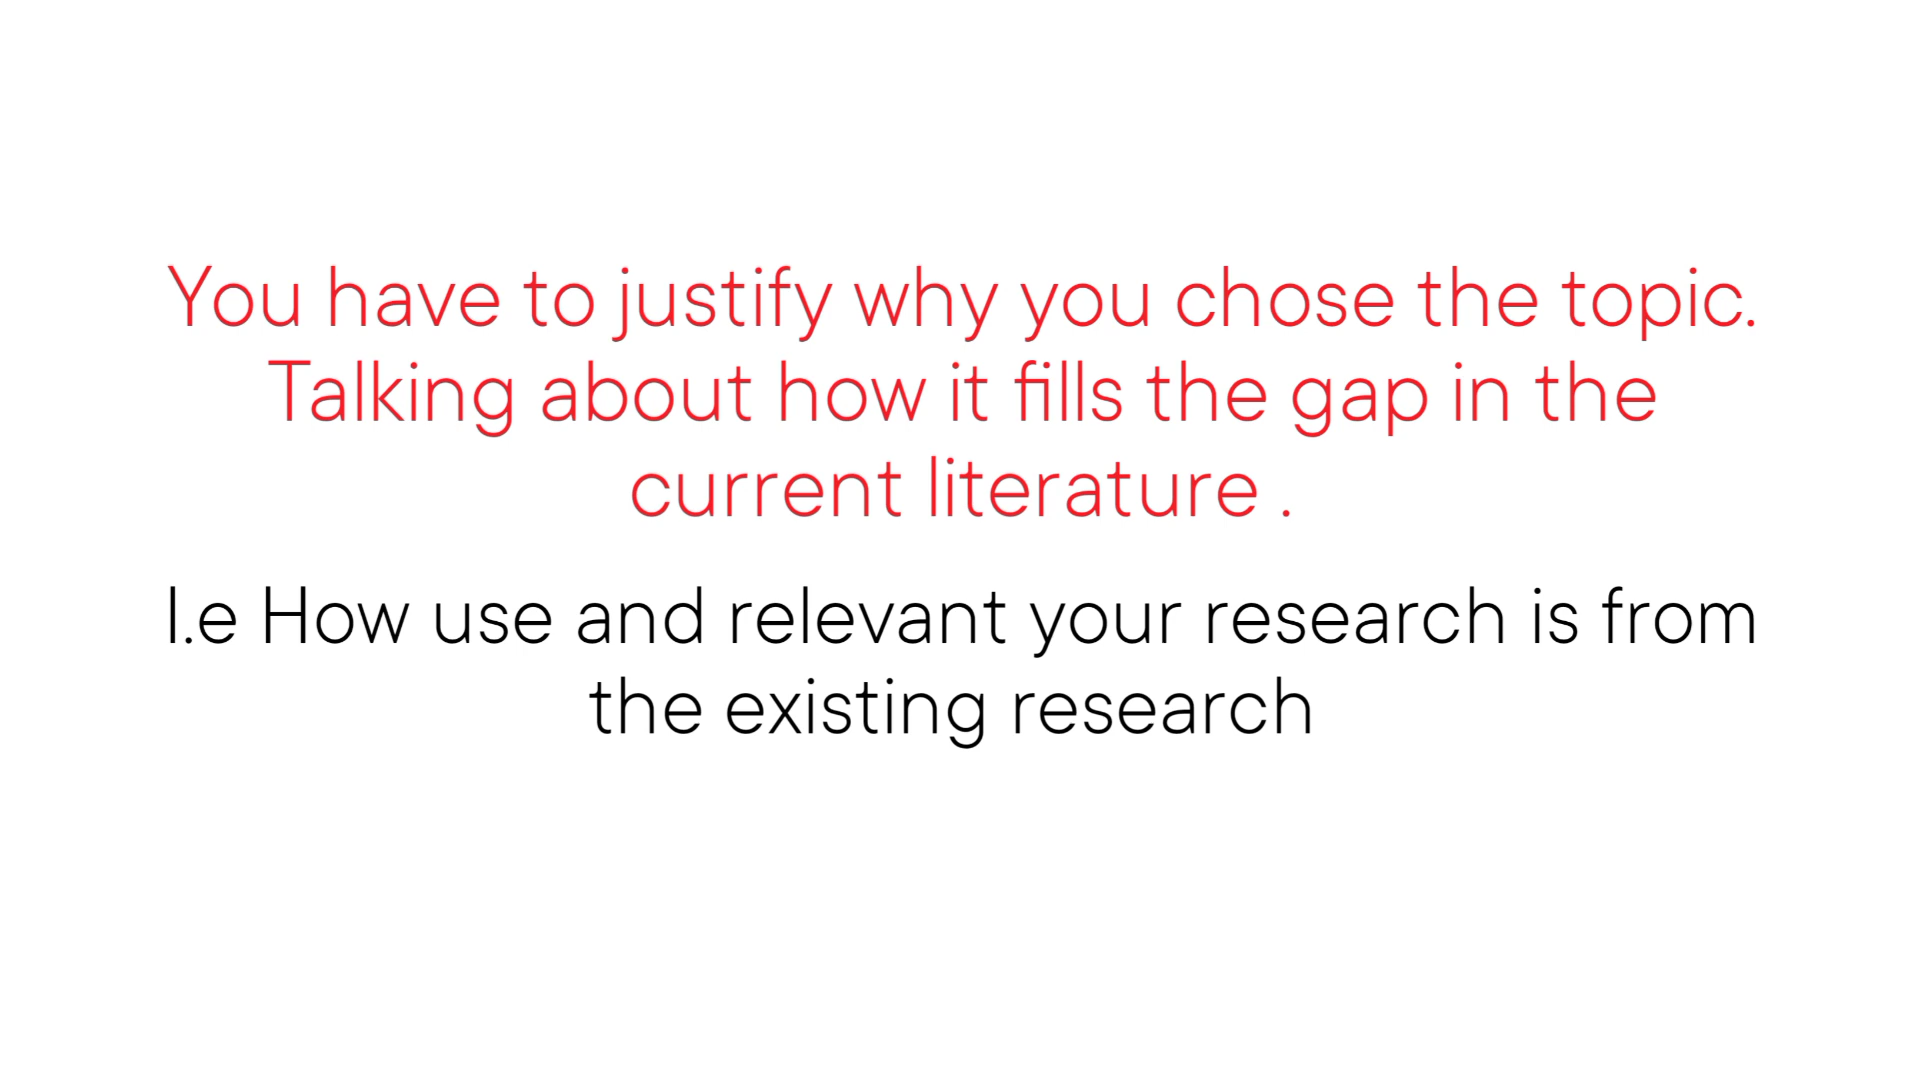 You have to justify why you chose the topic.
Talking about how it fills the gap in the
current literature .
I.e How use and relevant your research is from
the existing research